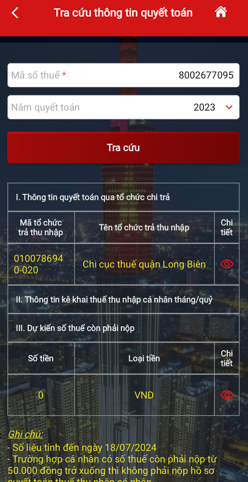 Tra cứu thông tin quyết toán
Mã số thuế * 8002677095
Năm quyết toán 2023
Tra cứu
I. Thông tin quyết toán qua tổ chức chi trả
Mã tổ chức trả thu nhập Tên tổ chức trả thu nhập Chi tiết
0100786940-020 Chi cục thuế quận Long Biên
II. Thông tin kê khai thuế thu nhập cá nhân tháng/quý
III. Dự kiến số thuế còn phải nộp
Số tiền Loại tiền Chi tiết
0 VND
Ghi chú:
- Số liệu tính đến ngày 18/07/2024
- Trường hợp cá nhân có số thuế còn phải nộp từ
50.000 đồng trở xuống thì không phải nộp hồ sơ
quyết toán thuế thu nhập cá nhân